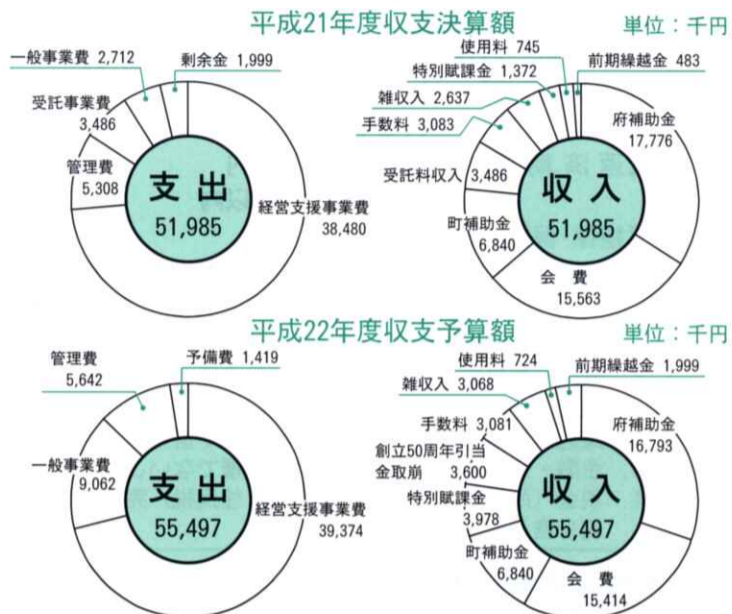 平成21年度収支決算額
単位：千円
一般事業費 2,712
剰余金 1,999
受託事業費
3,486
管理費
5,308
支出
51,985
経営支援事業費
38,480
使用料 745
前期繰越金 483
特別賦課金 1,372
雑収入 2,637
手数料 3,083
府補助金
17,776
受託料収入 3,486
収入
51,985
町補助金
6,840
会費
15,563
平成22年度収支予算額
単位：千円
管理費
5,642
予備費 1,419
一般事業費
9,062
支出
55,497
経営支援事業費
39,374
使用料 724
前期繰越金 1,999
雑収入 3,068
手数料 3,081
府補助金
16,793
創立50周年引当
金取崩 3,600
特別賦課金
3,978
収入
55,497
町補助金
6,840
会費
15,414